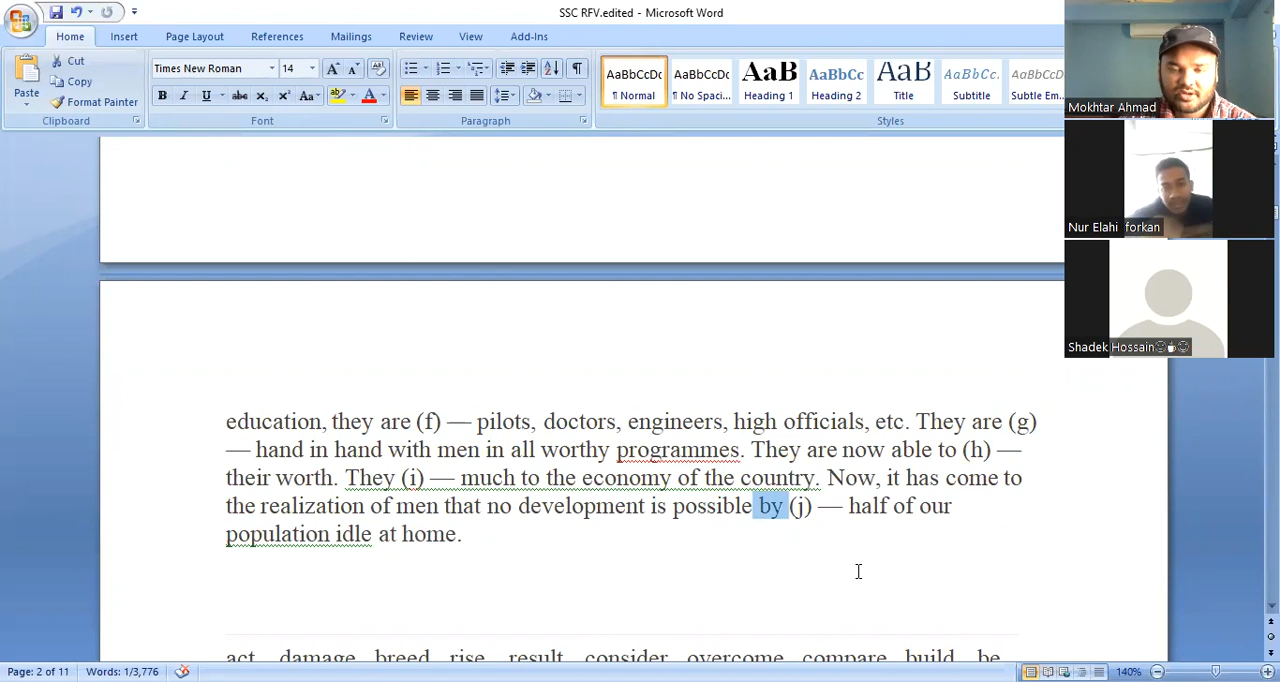 SSC RFV.edited - Microsoft Word
Home Insert Page Layout References Mailings Review View Add-Ins
Cut
Copy
Format Painter
Paste
Clipboard
Times New Roman 14
B I U abc X₂ X² Aa
Font
Paragraph
AaBbCcDc AaBbCcDc AaB AaBbCc AaB AaBbCc. AaBbCcDc
¶ Normal ¶ No Spaci... Heading 1 Heading 2 Title Subtitle Subtle Em...
Styles
Mokhtar Ahmad
Nur Elahi forkan
Shadek Hossain😊☕😊
education, they are (f) — pilots, doctors, engineers, high officials, etc. They are (g)
— hand in hand with men in all worthy programmes. They are now able to (h) —
their worth. They (i) — much to the economy of the country. Now, it has come to
the realization of men that no development is possible by (j) — half of our
population idle at home.
act damage breed rise result consider overcome compare build be
Page: 2 of 11 Words: 1/3,776 140%